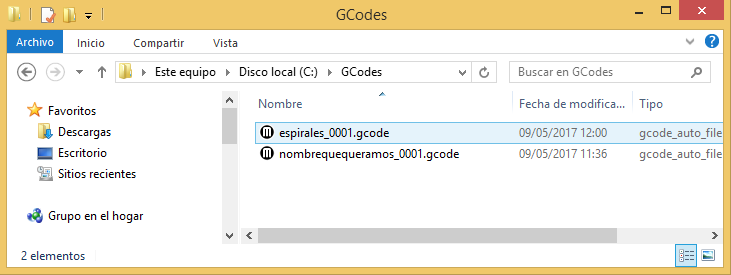 GCodes
Archivo Inicio Compartir Vista
Este equipo Disco local (C:) GCodes Buscar en GCodes
Favoritos
Descargas
Escritorio
Sitios recientes
Grupo en el hogar
Nombre Fecha de modifica... Tipo
espirales_0001.gcode 09/05/2017 12:00 gcode_auto_file
nombrequequeramos_0001.gcode 09/05/2017 11:36 gcode_auto_file
2 elementos